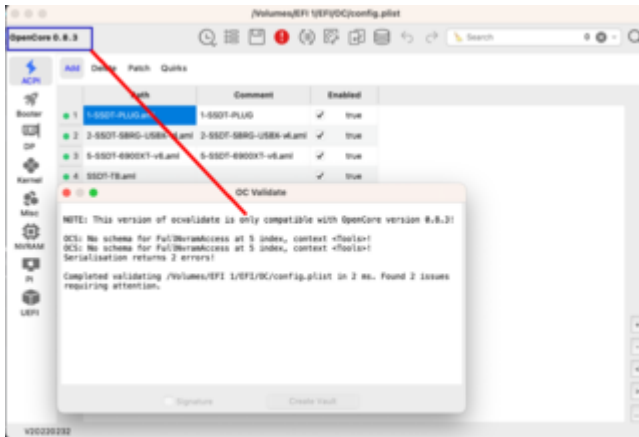 /Volumes/EFI 1/EFI/OC/config.plist
OpenCore 0.8.3
Search
0
ACPI
Booter
DP
Kernel
Misc
NVRAM
PI
UEFI
Add Delete Patch Quirks
Path Comment Enabled
1 1-SSDT-PLUG.aml 1-SSDT-PLUG true
2 2-SSDT-SBRG-USBX-v4.aml 2-SSDT-SBRG-USBX-v4.aml true
3 5-SSDT-6900XT-v6.aml 5-SSDT-6900XT-v6.aml true
4 SSDT-TB.aml true
OC Validate
NOTE: This version of ocvalidate is only compatible with OpenCore version 0.8.3!
OCS: No schema for FullNvramAccess at 5 index, context <Tools>!
OCS: No schema for FullNvramAccess at 5 index, context <Tools>!
Serialisation returns 2 errors!
Completed validating /Volumes/EFI 1/EFI/OC/config.plist in 2 ms. Found 2 issues
requiring attention.
Signature Create Vault